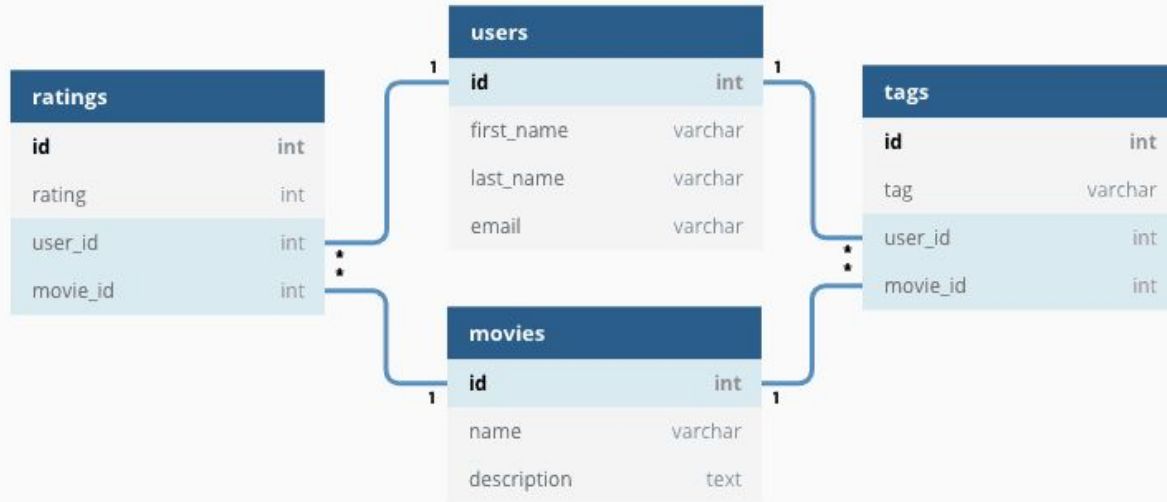 users
1
id int
1
first_name varchar
last_name varchar
email varchar
ratings
id int
rating int
user_id int
*
movie_id int
*
tags
id int
tag varchar
user_id int
*
movie_id int
*
movies
id int
1
1
name varchar
description text